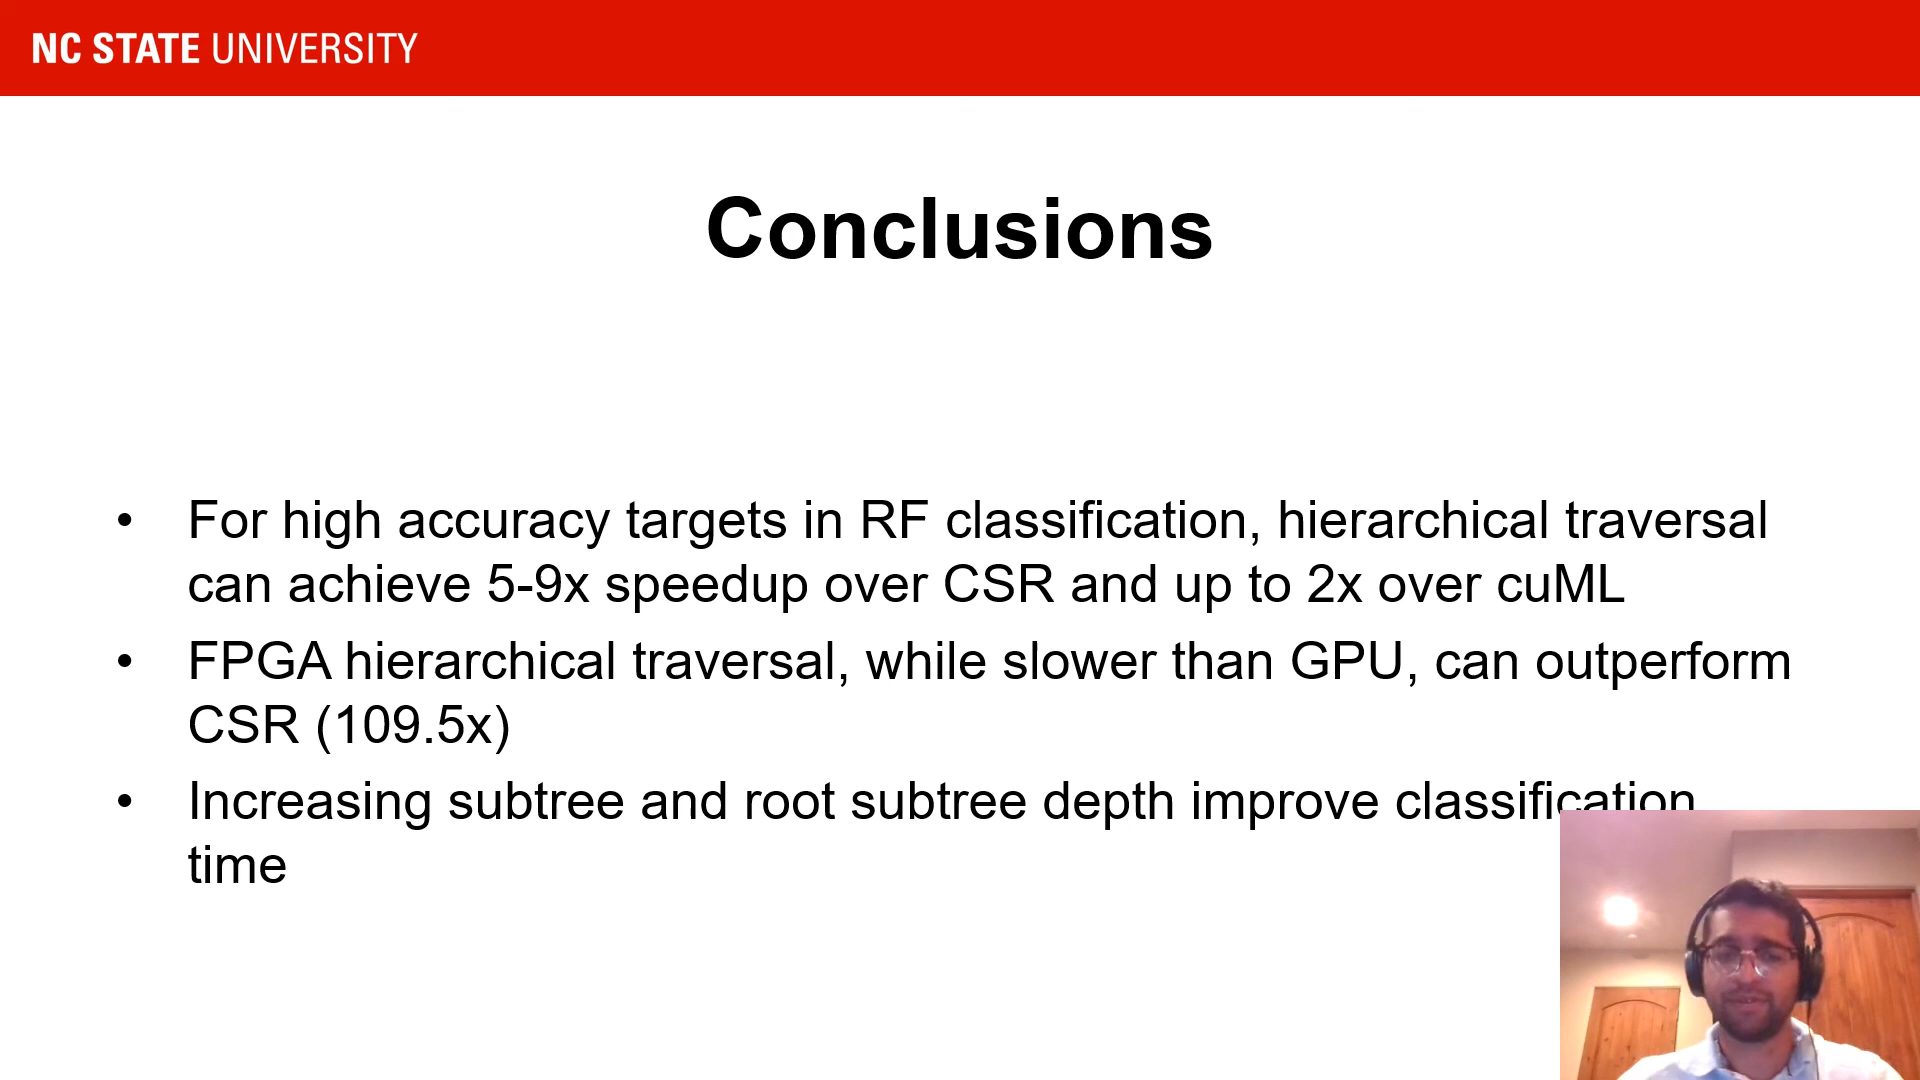 NC STATE UNIVERSITY
Conclusions
• For high accuracy targets in RF classification, hierarchical traversal
can achieve 5-9x speedup over CSR and up to 2x over cuML
• FPGA hierarchical traversal, while slower than GPU, can outperform
CSR (109.5x)
• Increasing subtree and root subtree depth improve classification
time